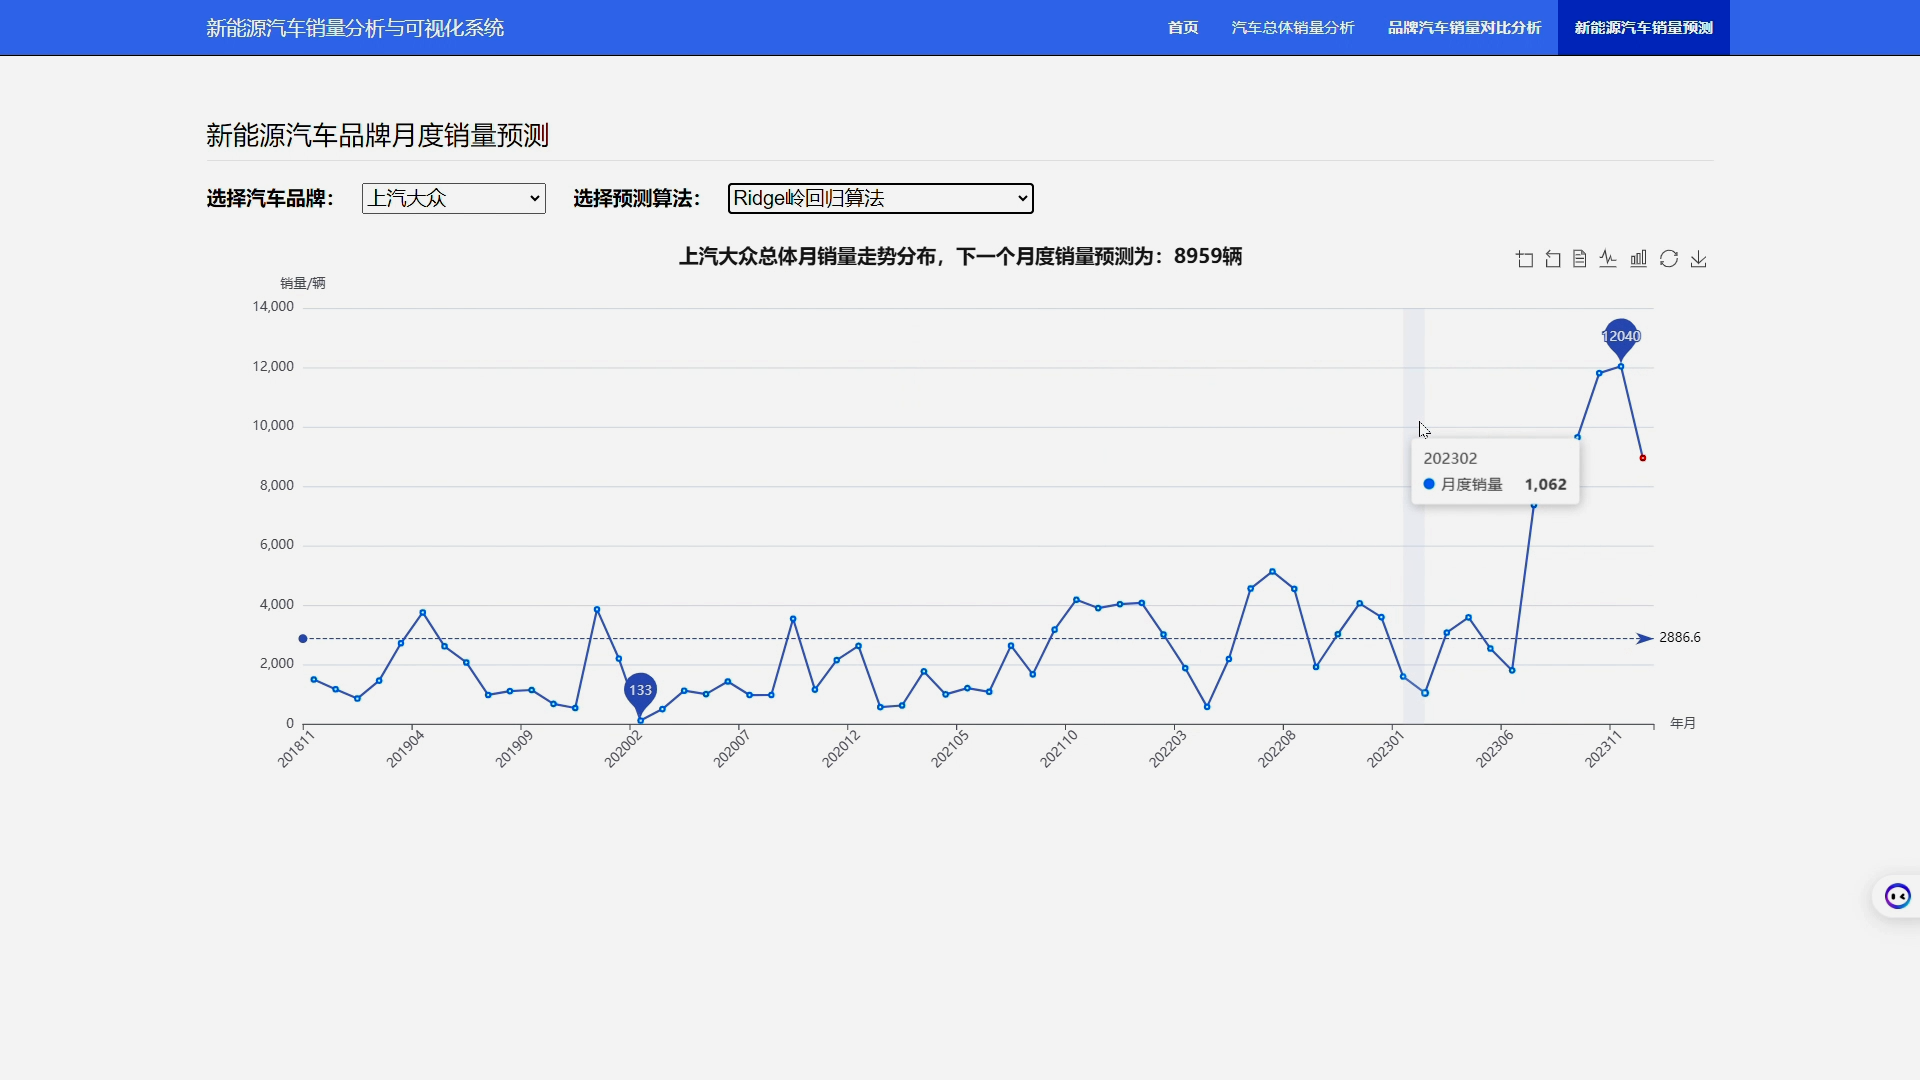 新能源汽车销量分析与可视化系统
首页 汽车总体销量分析 品牌汽车销量对比分析 新能源汽车销量预测
新能源汽车品牌月度销量预测
选择汽车品牌： 上汽大众 选择预测算法： Ridge岭回归算法
上汽大众总体月销量走势分布，下一个月度销量预测为：8959辆
销量/辆
14,000
12,000
10,000
8,000
6,000
4,000
2,000
0
12040
202302
月度销量 1,062
2886.6
133
年月
201811 201904 201909 202002 202007 202012 202105 202110 202203 202208 202301 202306 202311